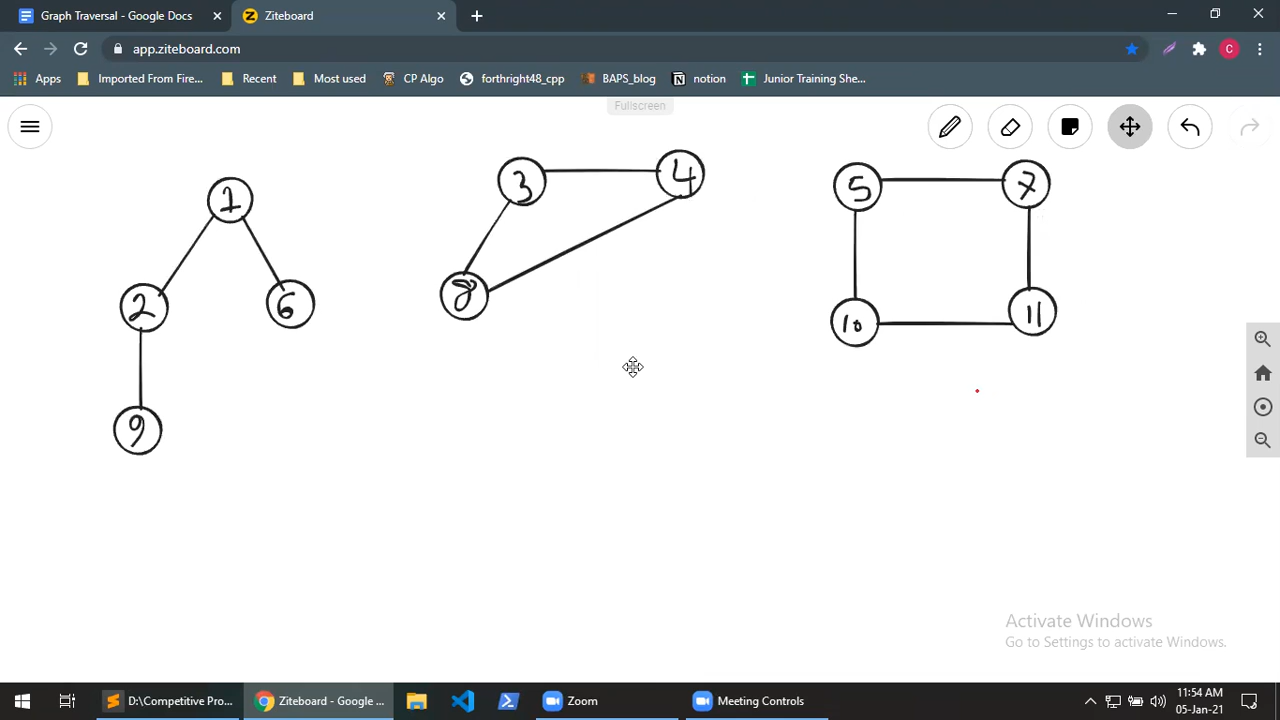 Graph Traversal - Google Docs
Ziteboard
app.ziteboard.com
Apps
Imported From Fire...
Recent
Most used
CP Algo
forthright48_cpp
BAPS_blog
notion
Junior Training She...
C
Fullscreen
1
3
4
5
7
2
6
8
10
11
9
Activate Windows
Go to Settings to activate Windows.
D:\Competitive Pro...
Ziteboard - Google ...
Zoom
Meeting Controls
11:54 AM
05-Jan-21